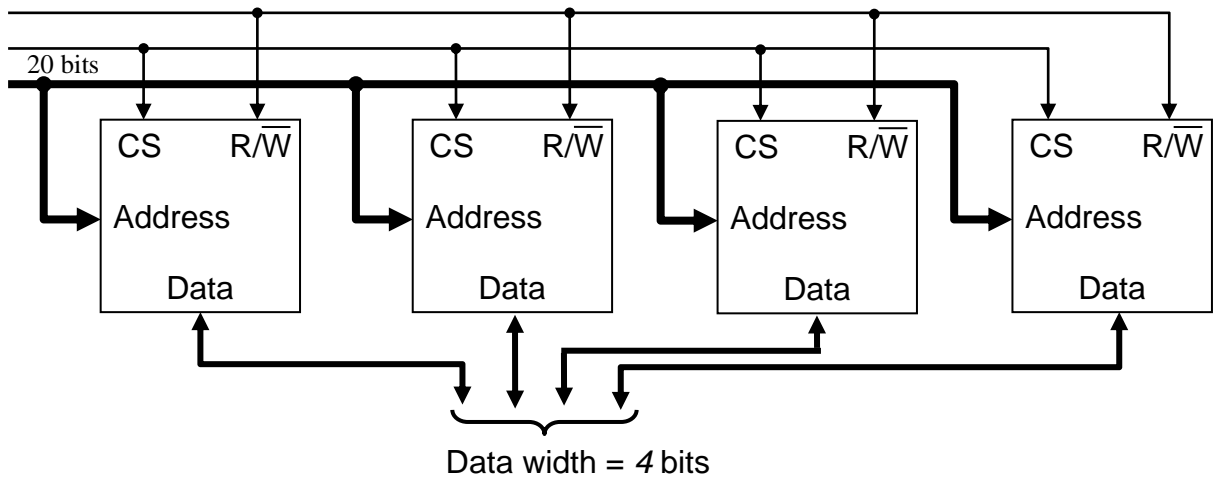 20 bits
CS R/W̅ CS R/W̅ CS R/W̅ CS R/W̅
Address Address Address Address
Data Data Data Data
Data width = 4 bits